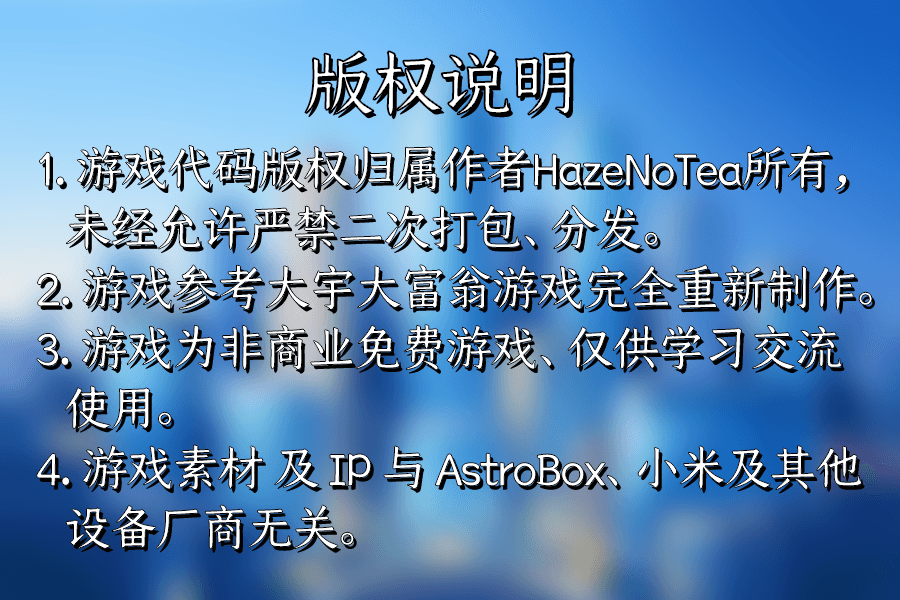 版权说明
1. 游戏代码版权归属作者HazeNoTea所有，
未经允许严禁二次打包、分发。
2. 游戏参考大宇大富翁游戏完全重新制作。
3. 游戏为非商业免费游戏、仅供学习交流
使用。
4. 游戏素材 及 IP 与 AstroBox、小米及其他
设备厂商无关。